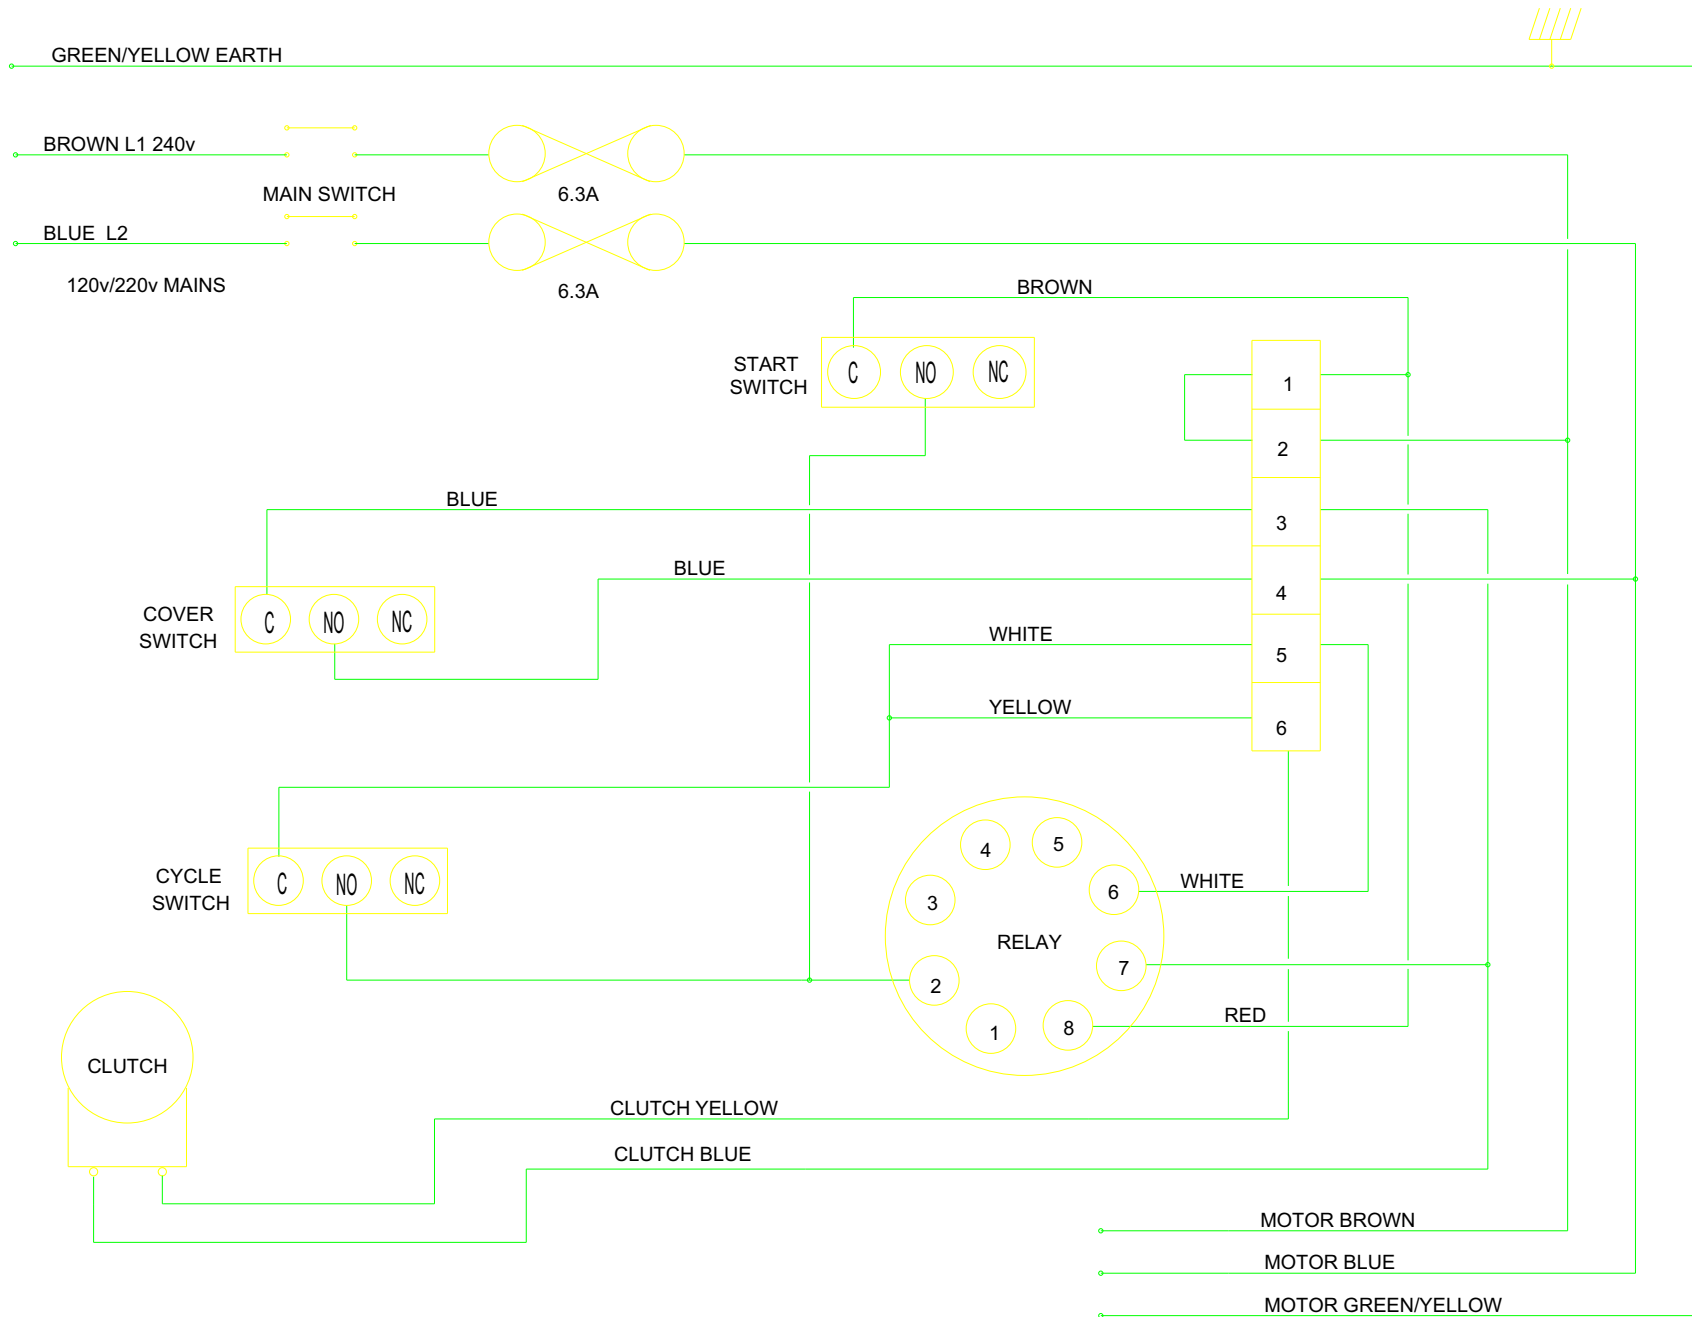 GREEN/YELLOW EARTH
BROWN L1 240v
MAIN SWITCH
6.3A
BLUE L2
120v/220v MAINS
6.3A
BROWN
START
SWITCH
C NO NC
1
2
BLUE
3
BLUE
4
COVER
SWITCH
C NO NC
WHITE
5
YELLOW
6
CYCLE
SWITCH
C NO NC
4
5
3
6
WHITE
RELAY
7
2
1
8
RED
CLUTCH
CLUTCH YELLOW
CLUTCH BLUE
MOTOR BROWN
MOTOR BLUE
MOTOR GREEN/YELLOW